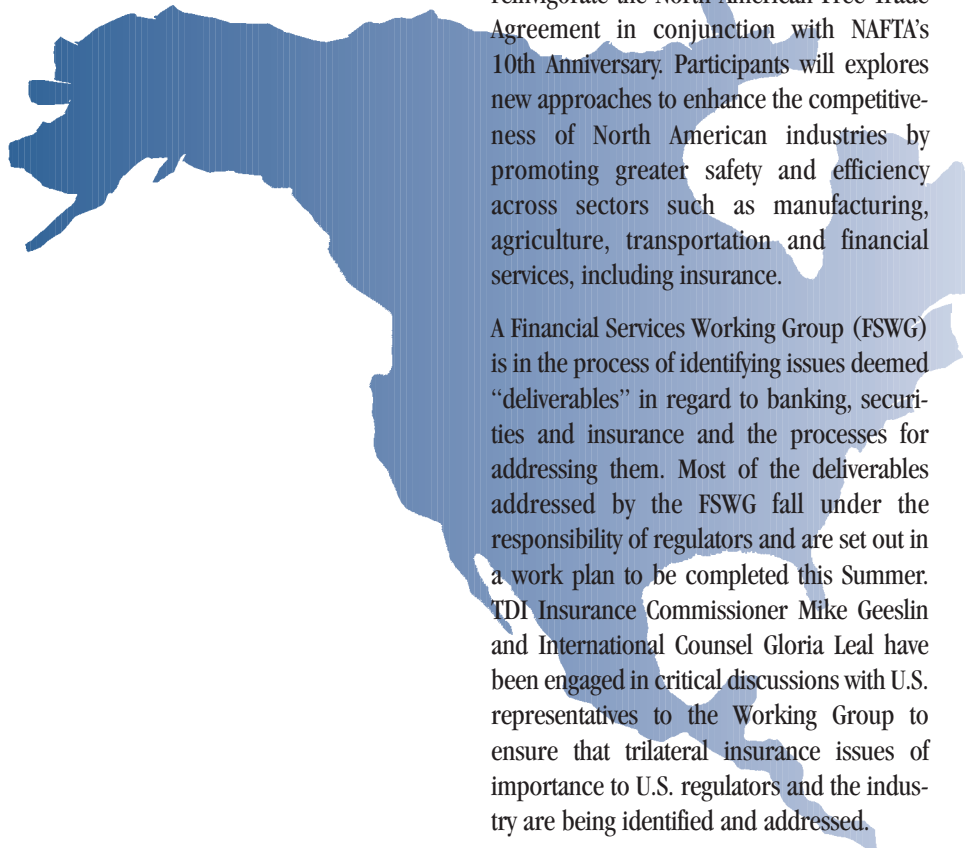 reinvigorate the North American Free Trade
Agreement in conjunction with NAFTA's
10th Anniversary. Participants will explores
new approaches to enhance the competitive-
ness of North American industries by
promoting greater safety and efficiency
across sectors such as manufacturing,
agriculture, transportation and financial
services, including insurance.
A Financial Services Working Group (FSWG)
is in the process of identifying issues deemed
“deliverables” in regard to banking, securi-
ties and insurance and the processes for
addressing them. Most of the deliverables
addressed by the FSWG fall under the
responsibility of regulators and are set out in
a work plan to be completed this Summer.
TDI Insurance Commissioner Mike Geeslin
and International Counsel Gloria Leal have
been engaged in critical discussions with U.S.
representatives to the Working Group to
ensure that trilateral insurance issues of
importance to U.S. regulators and the indus-
try are being identified and addressed.